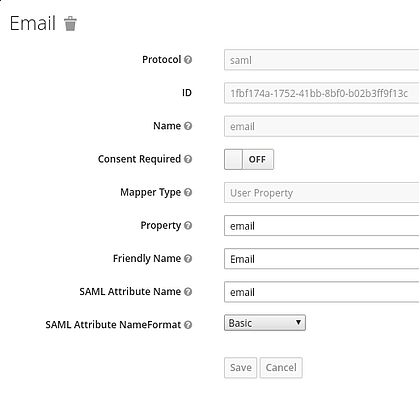 Email
Protocol saml
ID 1fbf174a-1752-41bb-8bf0-b02b3ff9f13c
Name email
Consent Required OFF
Mapper Type User Property
Property email
Friendly Name Email
SAML Attribute Name email
SAML Attribute NameFormat Basic
Save Cancel